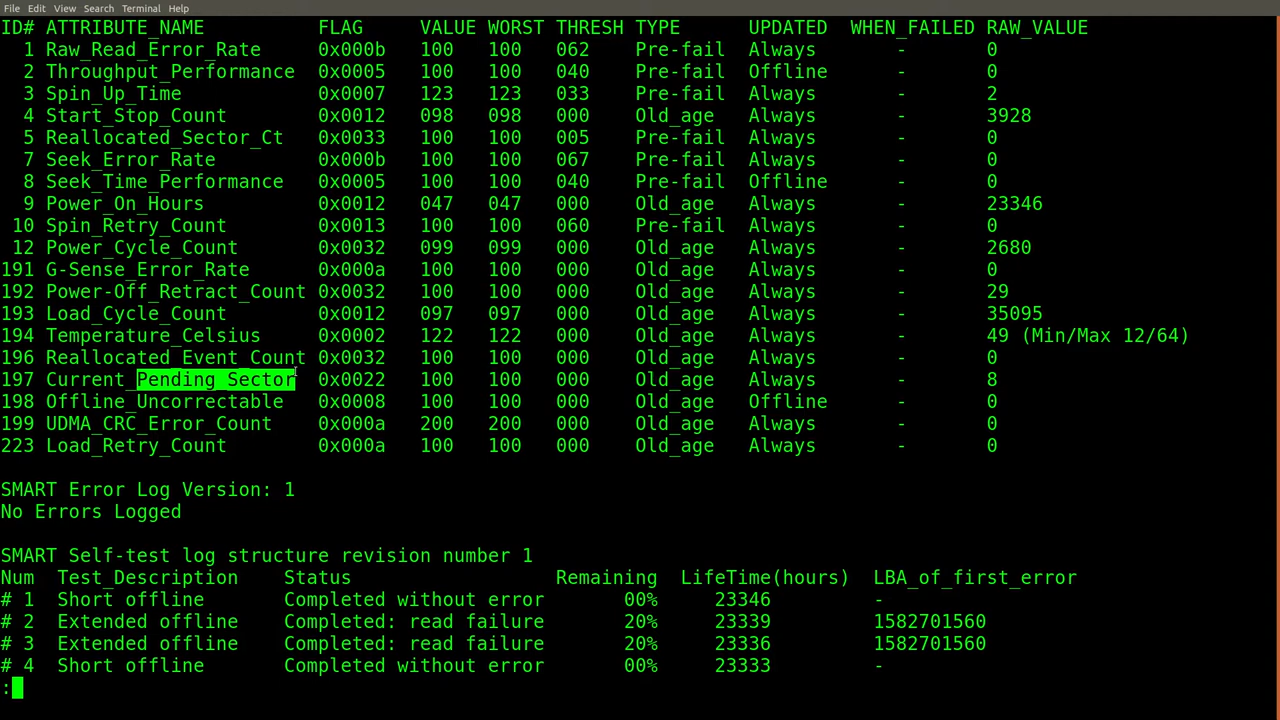 File Edit View Search Terminal Help
ID# ATTRIBUTE_NAME          FLAG     VALUE WORST THRESH TYPE      UPDATED  WHEN_FAILED RAW_VALUE
  1 Raw_Read_Error_Rate     0x000b   100   100   062    Pre-fail  Always       -       0
  2 Throughput_Performance  0x0005   100   100   040    Pre-fail  Offline      -       0
  3 Spin_Up_Time            0x0007   123   123   033    Pre-fail  Always       -       2
  4 Start_Stop_Count        0x0012   098   098   000    Old_age   Always       -       3928
  5 Reallocated_Sector_Ct   0x0033   100   100   005    Pre-fail  Always       -       0
  7 Seek_Error_Rate         0x000b   100   100   067    Pre-fail  Always       -       0
  8 Seek_Time_Performance   0x0005   100   100   040    Pre-fail  Offline      -       0
  9 Power_On_Hours          0x0012   047   047   000    Old_age   Always       -       23346
 10 Spin_Retry_Count        0x0013   100   100   060    Pre-fail  Always       -       0
 12 Power_Cycle_Count       0x0032   099   099   000    Old_age   Always       -       2680
191 G-Sense_Error_Rate      0x000a   100   100   000    Old_age   Always       -       0
192 Power-Off_Retract_Count 0x0032   100   100   000    Old_age   Always       -       29
193 Load_Cycle_Count        0x0012   097   097   000    Old_age   Always       -       35095
194 Temperature_Celsius     0x0002   122   122   000    Old_age   Always       -       49 (Min/Max 12/64)
196 Reallocated_Event_Count 0x0032   100   100   000    Old_age   Always       -       0
197 Current_Pending_Sector  0x0022   100   100   000    Old_age   Always       -       8
198 Offline_Uncorrectable   0x0008   100   100   000    Old_age   Offline      -       0
199 UDMA_CRC_Error_Count    0x000a   200   200   000    Old_age   Always       -       0
223 Load_Retry_Count        0x000a   100   100   000    Old_age   Always       -       0
SMART Error Log Version: 1
No Errors Logged
SMART Self-test log structure revision number 1
Num  Test_Description    Status                  Remaining  LifeTime(hours)  LBA_of_first_error
# 1  Short offline       Completed without error       00%     23346         -
# 2  Extended offline    Completed: read failure       20%     23339         1582701560
# 3  Extended offline    Completed: read failure       20%     23336         1582701560
# 4  Short offline       Completed without error       00%     23333         -
: